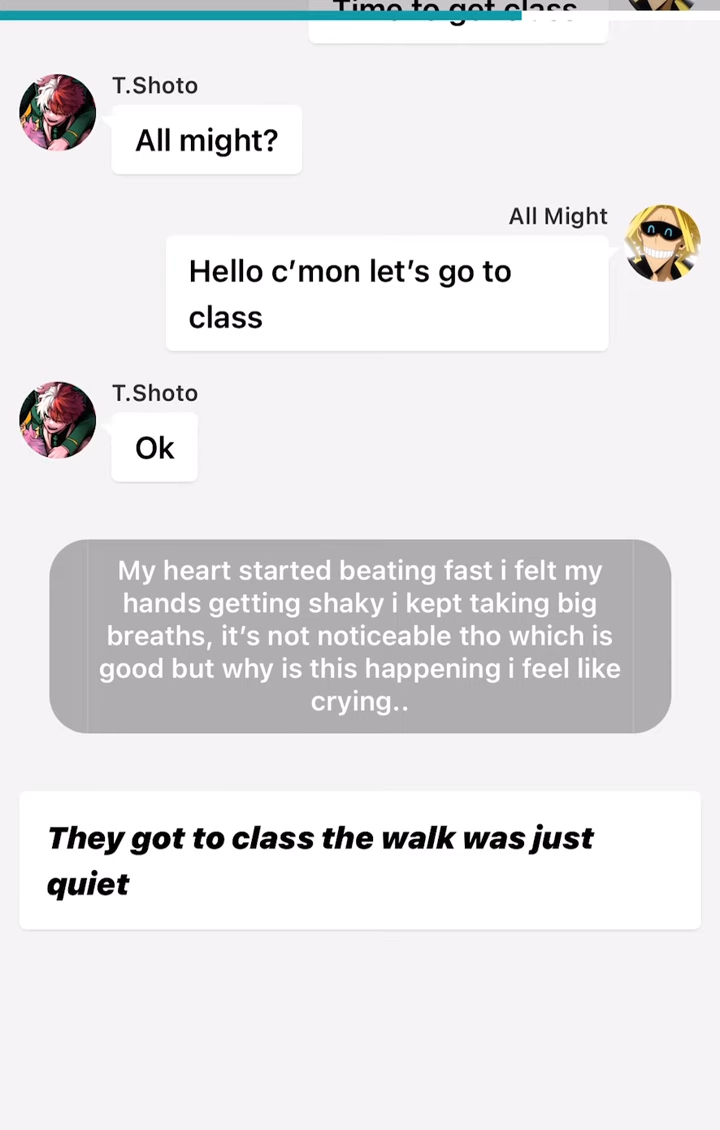 Time to get class
T.Shoto
All might?
All Might
Hello c’mon let’s go to
class
T.Shoto
Ok
My heart started beating fast i felt my
hands getting shaky i kept taking big
breaths, it’s not noticeable tho which is
good but why is this happening i feel like
crying..
They got to class the walk was just
quiet